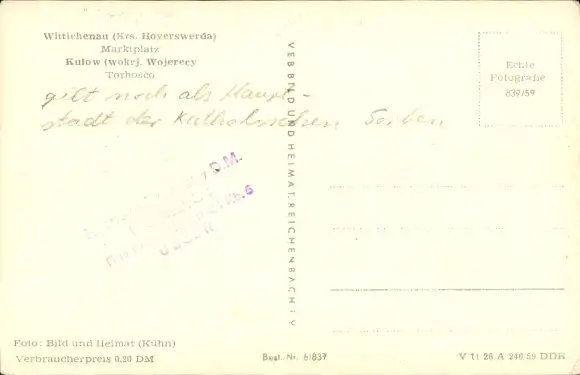 Wittichenau (Krs. Hoyerswerda)
Marktplatz
Kulow (wokrj. Wojerecy
Torhošćo
gilt noch als Haupt-
stadt der Katholischen Sorben
VEB BILD UND HEIMAT REICHENBACH I. V
Echte
Fotografie
839/59
D.M.
Foto: Bild und Heimat (Kühn)
Verbraucherpreis 0,20 DM
Best. Nr. 61837
V 11 28 A 246/59 DDR